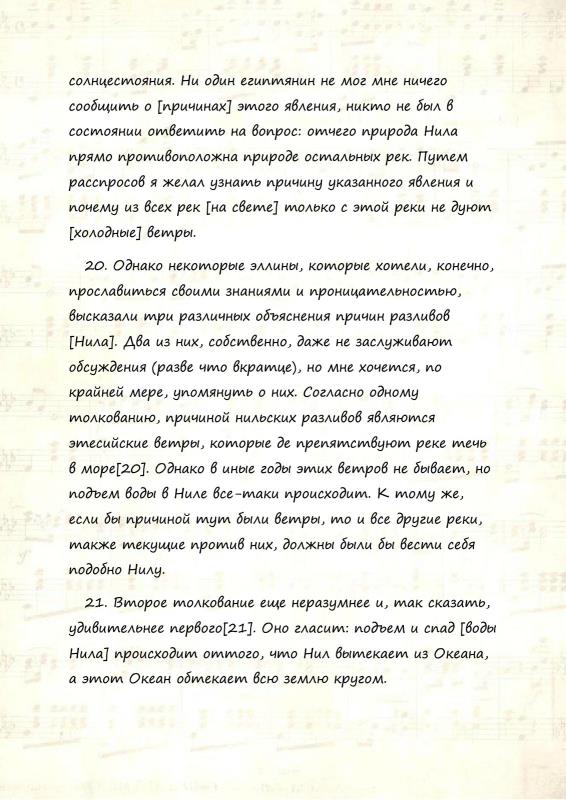 солнцестояния. Ни один египтянин не мог мне ничего
сообщить о [причинах] этого явления, никто не был в
состоянии ответить на вопрос: отчего природа Нила
прямо противоположна природе остальных рек. Путем
расспросов я желал узнать причину указанного явления и
почему из всех рек [на свете] только с этой реки не дуют
[холодные] ветры.
20. Однако некоторые эллины, которые хотели, конечно,
прославиться своими знаниями и проницательностью,
высказали три различных объяснения причин разливов
[Нила]. Два из них, собственно, даже не заслуживают
обсуждения (разве что вкратце), но мне хочется, по
крайней мере, упомянуть о них. Согласно одному
толкованию, причиной нильских разливов являются
этесийские ветры, которые де препятствуют реке течь
в море[20]. Однако в иные годы этих ветров не бывает, но
подъем воды в Ниле все-таки происходит. К тому же,
если бы причиной тут были ветры, то и все другие реки,
также текущие против них, должны были бы вести себя
подобно Нилу.
21. Второе толкование еще неразумнее и, так сказать,
удивительнее первого[21]. Оно гласит: подъем и спад [воды
Нила] происходит оттого, что Нил вытекает из Океана,
а этот Океан обтекает всю землю кругом.